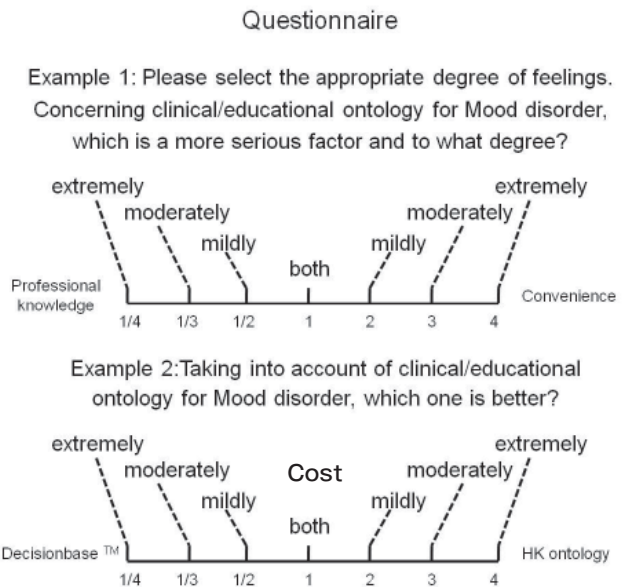 Questionnaire
Example 1: Please select the appropriate degree of feelings.
Concerning clinical/educational ontology for Mood disorder,
which is a more serious factor and to what degree?
extremely extremely
moderately moderately
mildly mildly
both
Professional
knowledge
Convenience
1/4 1/3 1/2 1 2 3 4
Example 2:Taking into account of clinical/educational
ontology for Mood disorder, which one is better?
extremely extremely
moderately Cost moderately
mildly mildly
both
Decisionbase TM HK ontology
1/4 1/3 1/2 1 2 3 4